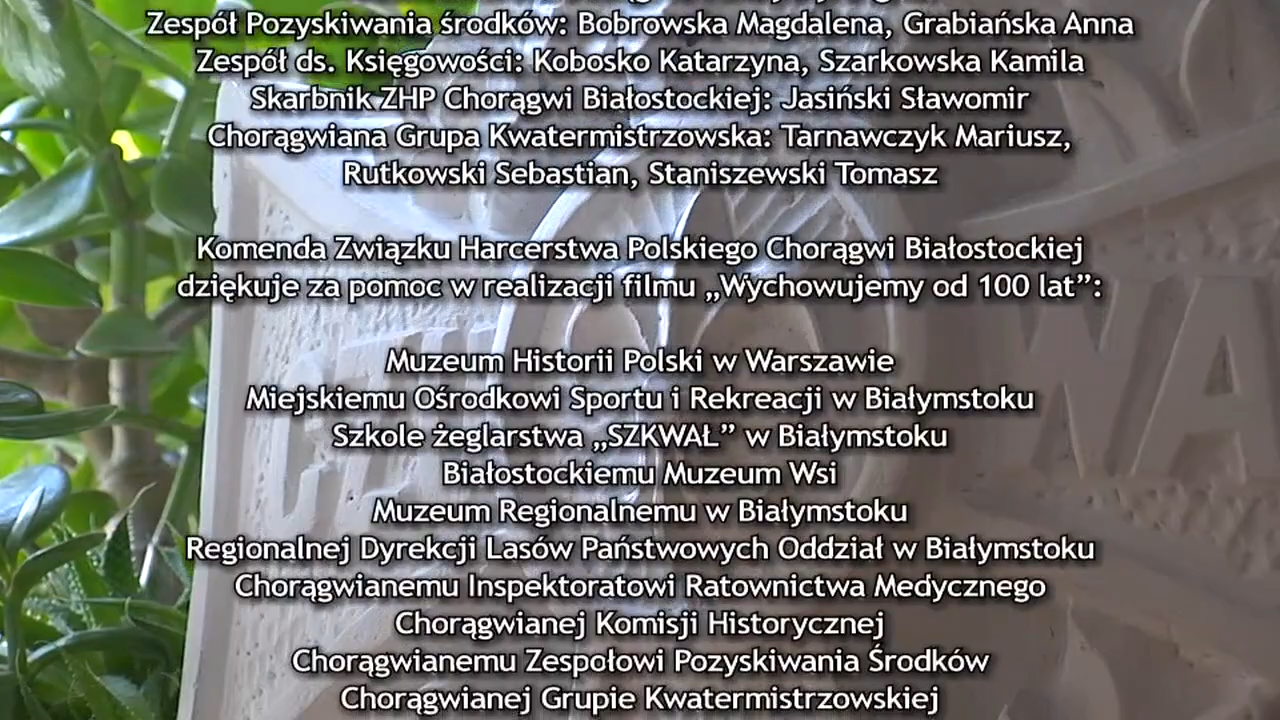 Zespół Pozyskiwania środków: Bobrowska Magdalena, Grabiańska Anna
Zespół ds. Księgowości: Kobosko Katarzyna, Szarkowska Kamila
Skarbnik ZHP Chorągwi Białostockiej: Jasiński Sławomir
Chorągwiana Grupa Kwatermistrzowska: Tarnawczyk Mariusz,
Rutkowski Sebastian, Staniszewski Tomasz
Komenda Związku Harcerstwa Polskiego Chorągwi Białostockiej
dziękuje za pomoc w realizacji filmu „Wychowujemy od 100 lat”:
Muzeum Historii Polski w Warszawie
Miejskiemu Ośrodkowi Sportu i Rekreacji w Białymstoku
Szkole żeglarstwa „SZKWAŁ” w Białymstoku
Białostockiemu Muzeum Wsi
Muzeum Regionalnemu w Białymstoku
Regionalnej Dyrekcji Lasów Państwowych Oddział w Białymstoku
Chorągwianemu Inspektoratowi Ratownictwa Medycznego
Chorągwianej Komisji Historycznej
Chorągwianemu Zespołowi Pozyskiwania Środków
Chorągwianej Grupie Kwatermistrzowskiej
WA